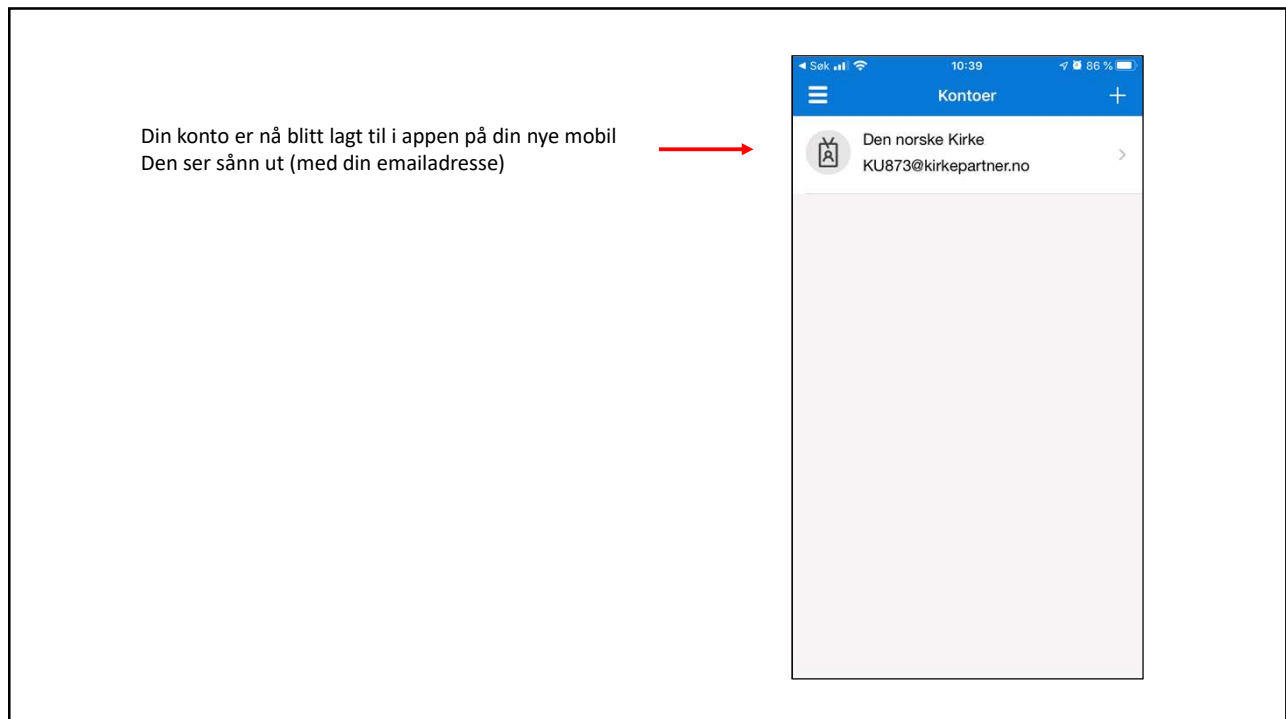 Din konto er nå blitt lagt til i appen på din nye mobil
Den ser sånn ut (med din emailadresse)
Søk 10:39 86 %
Kontoer
Den norske Kirke
KU873@kirkepartner.no